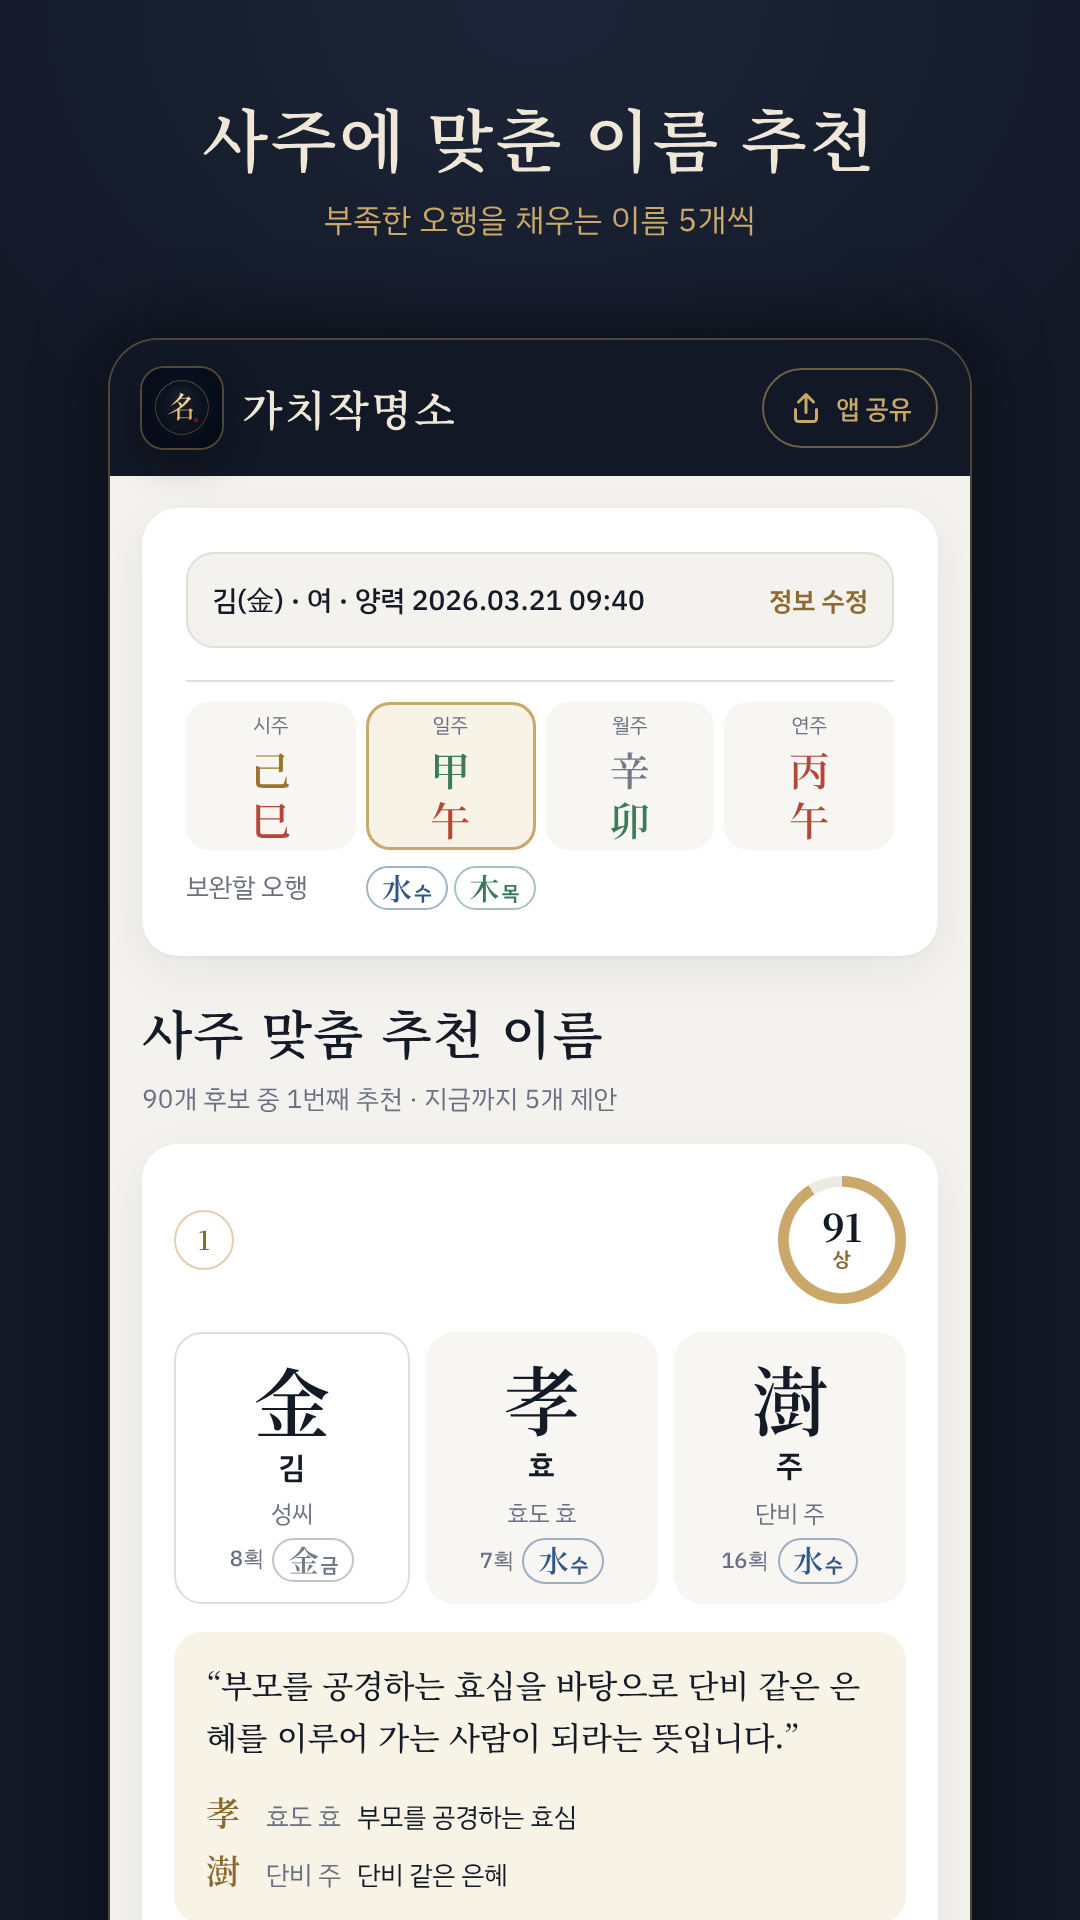 사주에 맞춘 이름 추천
부족한 오행을 채우는 이름 5개씩
名 가치작명소 앱 공유
김(金) · 여 · 양력 2026.03.21 09:40 정보 수정
시주 일주 월주 연주
己 甲 辛 丙
巳 午 卯 午
보완할 오행 水수 木목
사주 맞춤 추천 이름
90개 후보 중 1번째 추천 · 지금까지 5개 제안
1 91
상
金 孝 澍
김 효 주
성씨 효도 효 단비 주
8획 金금 7획 水수 16획 水수
“부모를 공경하는 효심을 바탕으로 단비 같은 은
혜를 이루어 가는 사람이 되라는 뜻입니다.”
孝 효도 효 부모를 공경하는 효심
澍 단비 주 단비 같은 은혜